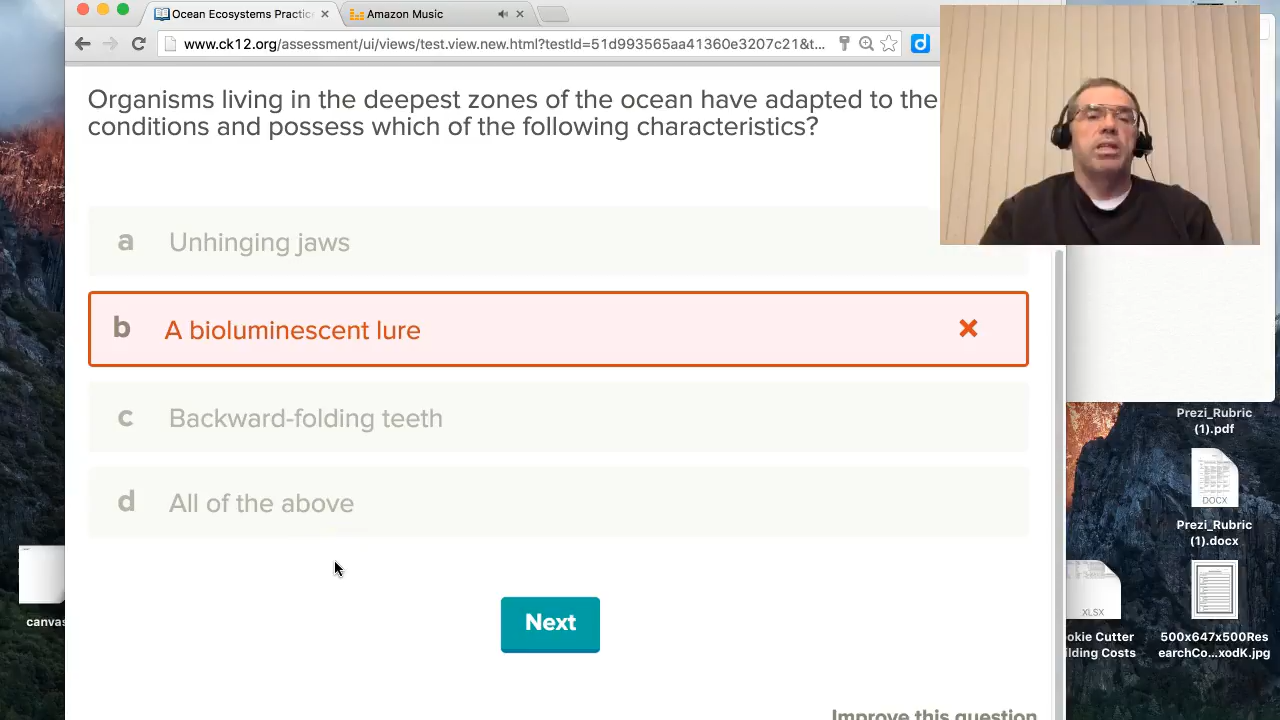 Ocean Ecosystems Practic
Amazon Music
www.ck12.org/assessment/ui/views/test.view.new.html?testId=51d993565aa41360e3207c21&t...
Organisms living in the deepest zones of the ocean have adapted to the
conditions and possess which of the following characteristics?
a Unhinging jaws
b A bioluminescent lure
c Backward-folding teeth
d All of the above
Next
Improve this question
Prezi_Rubric
(1).pdf
DOCX
Prezi_Rubric
(1).docx
XLSX
okie Cutter
ilding Costs
500x647x500Res
earchCo...xodK.jpg
canvas